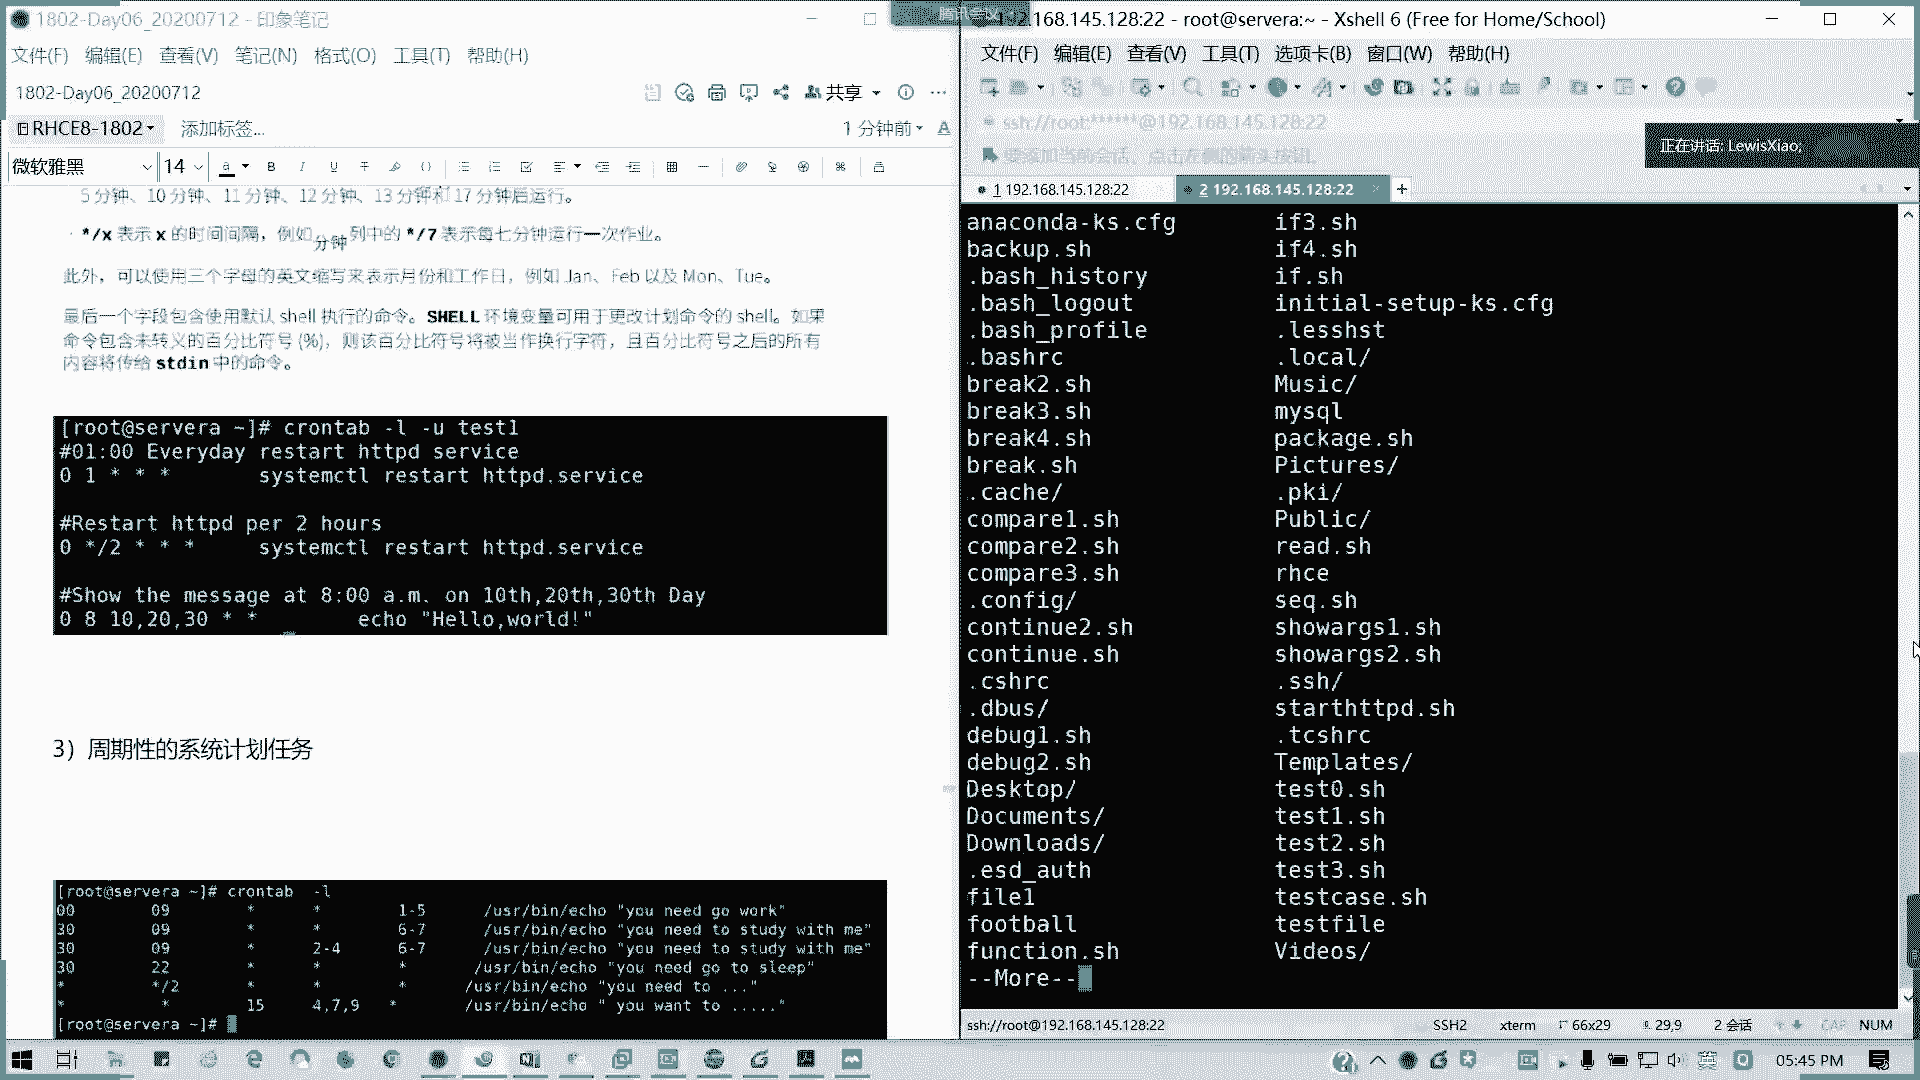 1802-Day06_20200712 - 印象笔记
文件(F) 编辑(E) 查看(V) 笔记(N) 格式(O) 工具(T) 帮助(H)
1802-Day06_20200712
共享
RHCE8-1802
添加标签...
1 分钟前
微软雅黑
14
5 分钟、10 分钟、11 分钟、12 分钟、13 分钟和 17 分钟后运行。
*/x 表示 x 的时间间隔，例如分钟列中的 */7 表示每七分钟运行一次作业。
此外，可以使用三个字母的英文缩写来表示月份和工作日，例如 Jan、Feb 以及 Mon、Tue。
最后一个字段包含使用默认 shell 执行的命令。SHELL 环境变量可用于更改计划命令的 shell。如果
命令包含未转义的百分比符号 (%)，则该百分比符号将被当作换行字符，且百分比符号之后的所有
内容将传给 stdin 中的命令。
[root@servera ~]# crontab -l -u test1
#01:00 Everyday restart httpd service
0 1 * * * systemctl restart httpd.service
#Restart httpd per 2 hours
0 */2 * * * systemctl restart httpd.service
#Show the message at 8:00 a.m. on 10th,20th,30th Day
0 8 10,20,30 * * echo "Hello,world!"
3）周期性的系统计划任务
[root@servera ~]# crontab -l
00 09 * * 1-5 /usr/bin/echo "you need go work"
30 09 * * 6-7 /usr/bin/echo "you need to study with me"
30 09 * 2-4 6-7 /usr/bin/echo "you need to study with me"
30 22 * * * /usr/bin/echo "you need go to sleep"
* */2 * * * /usr/bin/echo "you need to ..."
* * 15 4,7,9 * /usr/bin/echo " you want to ....."
[root@servera ~]#
腾讯会议
192.168.145.128:22 - root@servera:~ - Xshell 6 (Free for Home/School)
文件(F) 编辑(E) 查看(V) 工具(T) 选项卡(B) 窗口(W) 帮助(H)
ssh://root:******@192.168.145.128:22
要添加当前会话，点击左侧的箭头按钮。
正在讲话: LewisXiao;
1 192.168.145.128:22
2 192.168.145.128:22
anaconda-ks.cfg if3.sh
backup.sh if4.sh
.bash_history if.sh
.bash_logout initial-setup-ks.cfg
.bash_profile .lesshst
.bashrc .local/
break2.sh Music/
break3.sh mysql
break4.sh package.sh
break.sh Pictures/
.cache/ .pki/
compare1.sh Public/
compare2.sh read.sh
compare3.sh rhce
.config/ seq.sh
continue2.sh showargs1.sh
continue.sh showargs2.sh
.cshrc .ssh/
.dbus/ starthttpd.sh
debug1.sh .tcshrc
debug2.sh Templates/
Desktop/ test0.sh
Documents/ test1.sh
Downloads/ test2.sh
.esd_auth test3.sh
file1 testcase.sh
football testfile
function.sh Videos/
--More--
ssh://root@192.168.145.128:22
SSH2 xterm 66x29 29,9 2 会话 CAP NUM
英
05:45 PM